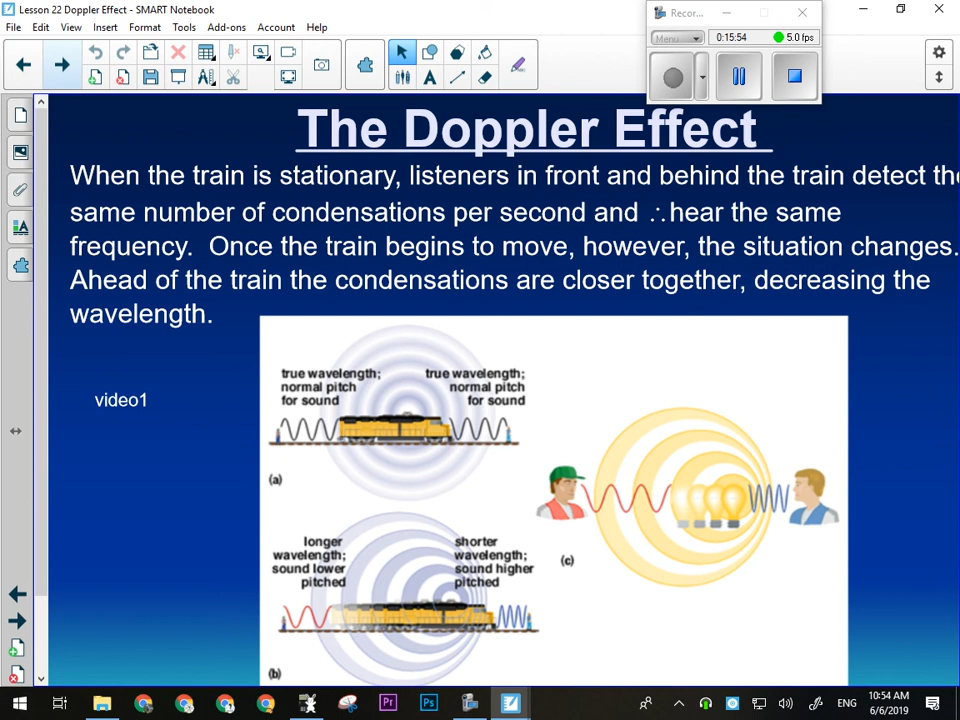 Lesson 22 Doppler Effect - SMART Notebook
Recor...
File Edit View Insert Format Tools Add-ons Account Help
Menu
0:15:54
5.0 fps
The Doppler Effect
When the train is stationary, listeners in front and behind the train detect the
same number of condensations per second and ∴hear the same
frequency. Once the train begins to move, however, the situation changes.
Ahead of the train the condensations are closer together, decreasing the
wavelength.
video1
true wavelength;
normal pitch
for sound
true wavelength;
normal pitch
for sound
(a)
longer
wavelength;
sound lower
pitched
shorter
wavelength;
sound higher
pitched
(b)
(c)
Pr
Ps
ENG
10:54 AM
6/6/2019